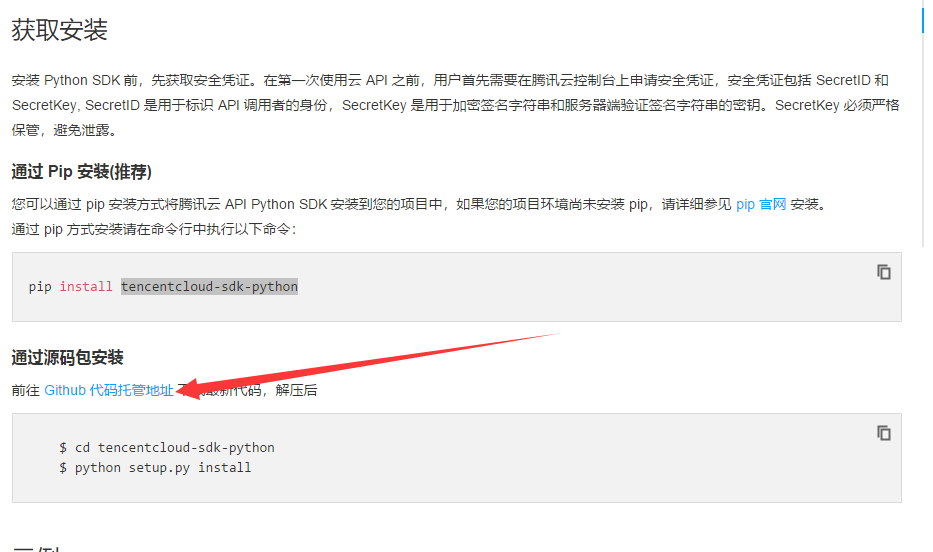 获取安装
安装 Python SDK 前，先获取安全凭证。在第一次使用云 API 之前，用户首先需要在腾讯云控制台上申请安全凭证，安全凭证包括 SecretID 和
SecretKey, SecretID 是用于标识 API 调用者的身份，SecretKey 是用于加密签名字符串和服务器端验证签名字符串的密钥。SecretKey 必须严格
保管，避免泄露。
通过 Pip 安装(推荐)
您可以通过 pip 安装方式将腾讯云 API Python SDK 安装到您的项目中，如果您的项目环境尚未安装 pip，请详细参见 pip 官网 安装。
通过 pip 方式安装请在命令行中执行以下命令：
pip install tencentcloud-sdk-python
通过源码包安装
前往 Github 代码托管地址 最新代码，解压后
$ cd tencentcloud-sdk-python
$ python setup.py install